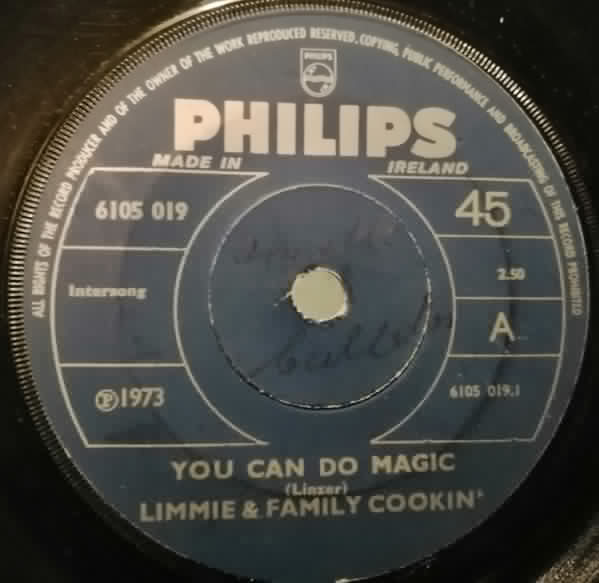 ALL RIGHTS OF THE RECORD PRODUCER AND OF THE OWNER OF THE WORK REPRODUCED RESERVED. COPYING, PUBLIC PERFORMANCE AND BROADCASTING OF THIS RECORD PROHIBITED
PHILIPS
PHILIPS
MADE IN IRELAND
6105 019
45
Intersong
2.50
A
℗1973
6105 019.1
YOU CAN DO MAGIC
(Linzer)
LIMMIE & FAMILY COOKIN'